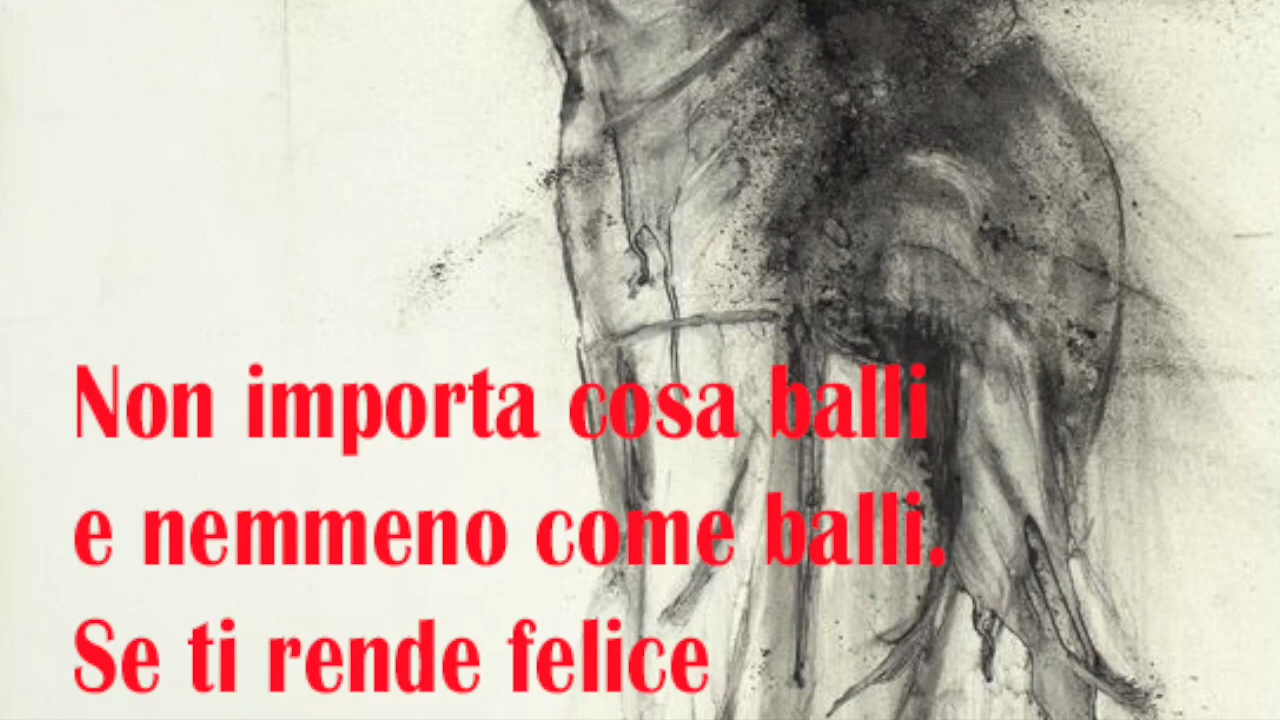 Non importa cosa balli
e nemmeno come balli.
Se ti rende felice